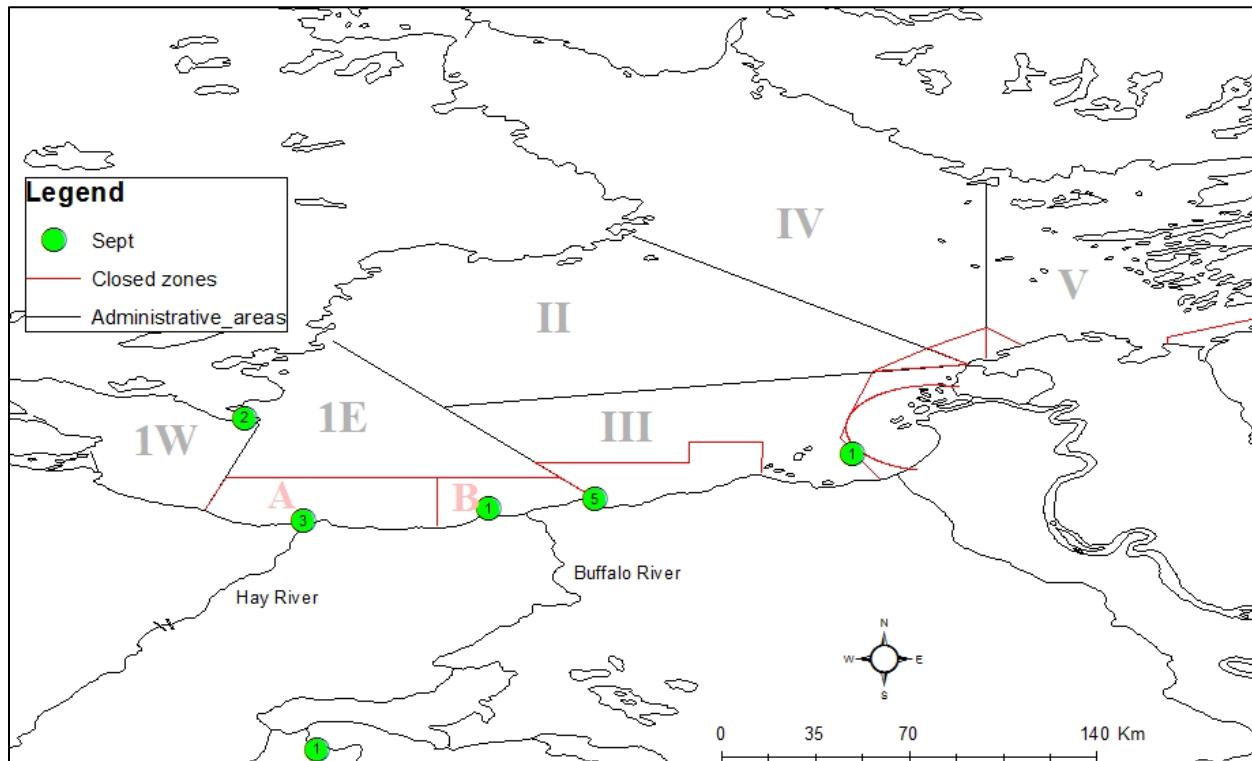 IV
Legend
Sept
Closed zones
Administrative_areas
V
II
1E
1W
2
III
1
A
B
5
1
3
Buffalo River
Hay River
N
W
E
S
0 35 70 140 Km
1